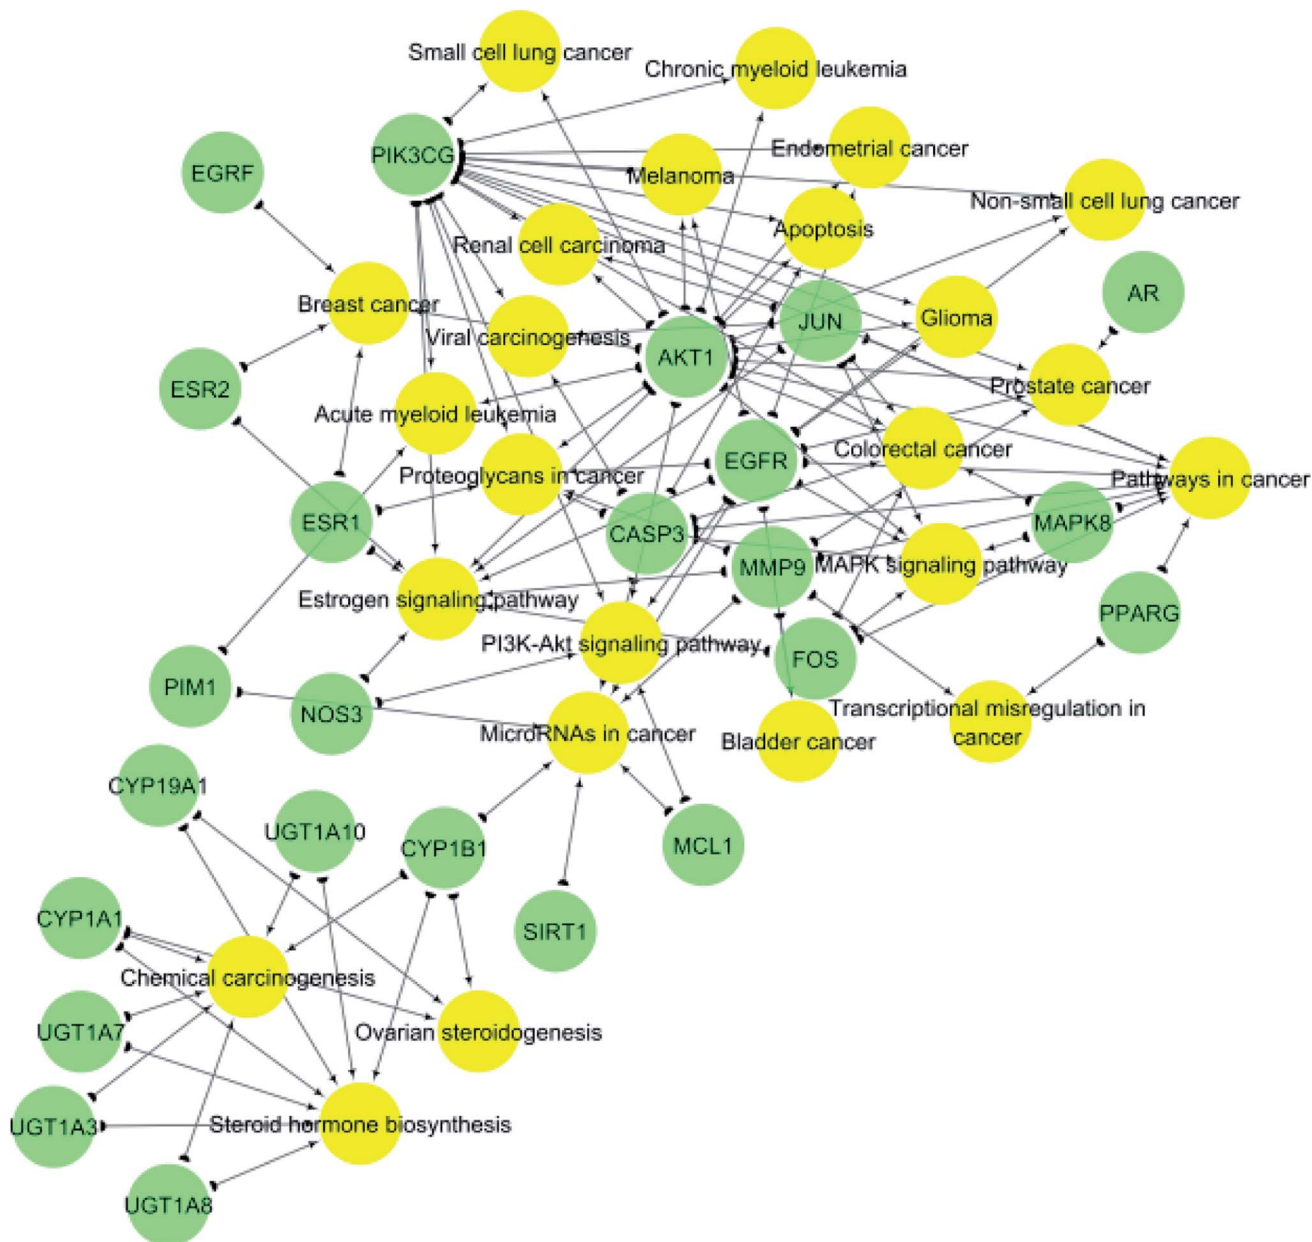 Small cell lung cancer
Chronic myeloid leukemia
PIK3CG
Endometrial cancer
EGRF
Melanoma
Non-small cell lung cancer
Apoptosis
Renal cell carcinoma
AR
Breast cancer
JUN
Glioma
Viral carcinogenesis
AKT1
ESR2
Prostate cancer
Acute myeloid leukemia
Colorectal cancer
EGFR
Proteoglycans in cancer
Pathways in cancer
ESR1
MAPK8
CASP3
MMP9
MAPK signaling pathway
Estrogen signaling pathway
PPARG
PI3K-Akt signaling pathway
FOS
PIM1
NOS3
Transcriptional misregulation in
cancer
MicroRNAs in cancer
Bladder cancer
CYP19A1
UGT1A10
CYP1B1
MCL1
CYP1A1
SIRT1
Chemical carcinogenesis
UGT1A7
Ovarian steroidogenesis
UGT1A3
Steroid hormone biosynthesis
UGT1A8